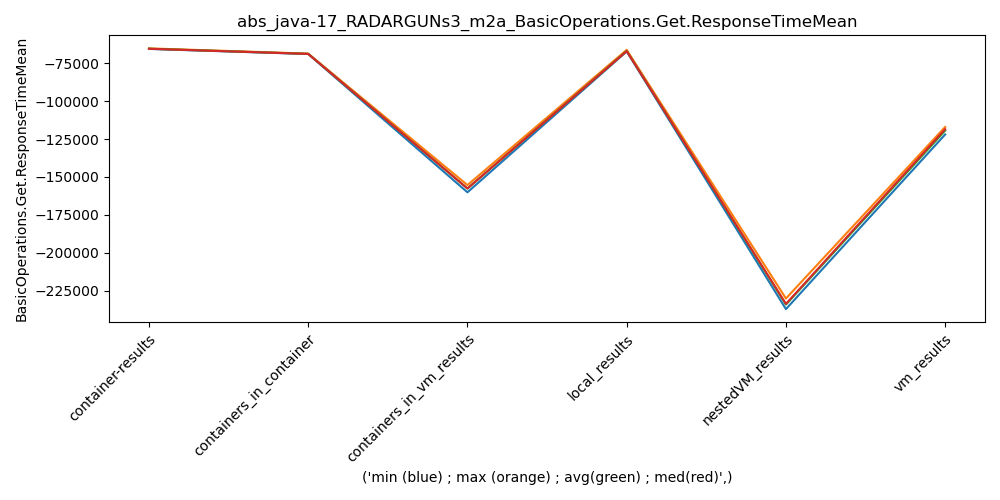 abs_java-17_RADARGUNs3_m2a_BasicOperations.Get.ResponseTimeMean
BasicOperations.Get.ResponseTimeMean
−75000
−100000
−125000
−150000
−175000
−200000
−225000
container-results
containers_in_container
containers_in_vm_results
local_results
nestedVM_results
vm_results
('min (blue) ; max (orange) ; avg(green) ; med(red)',)